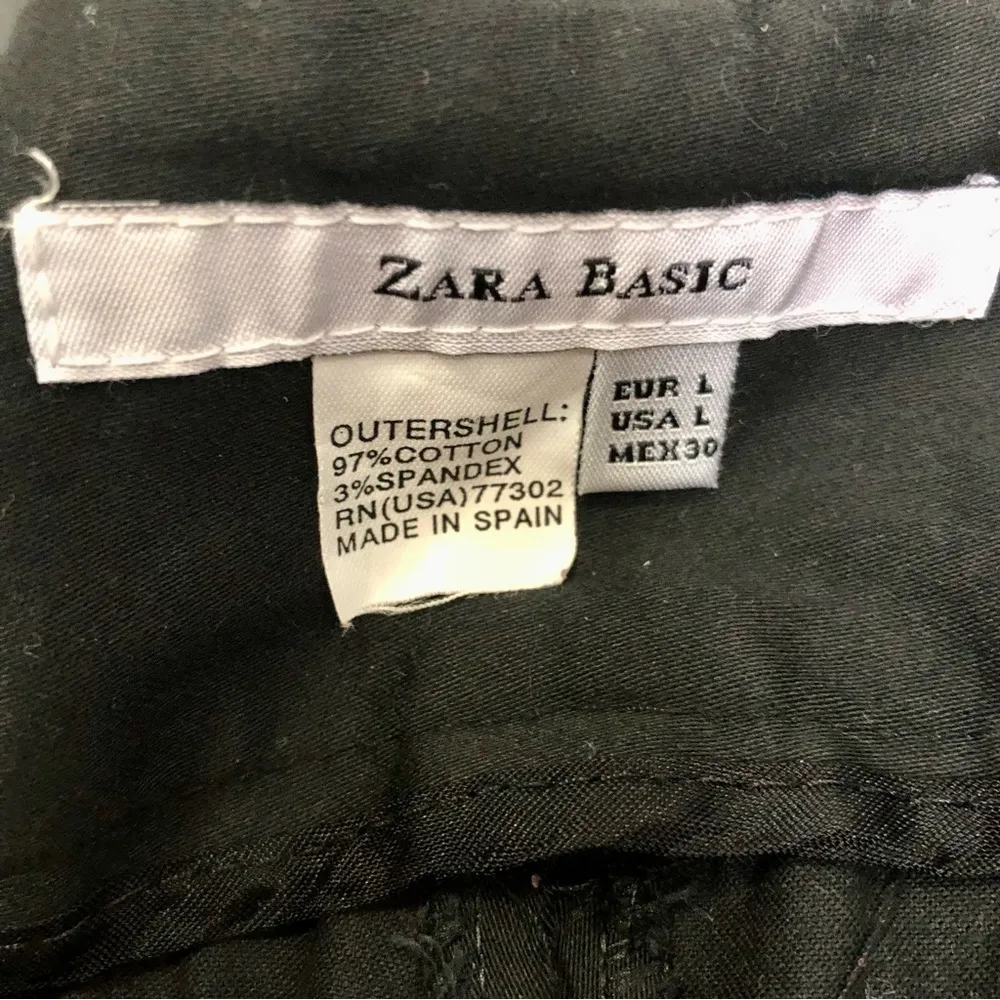 ZARA BASIC
OUTERSHELL:
97%COTTON
3%SPANDEX
RN(USA)77302
MADE IN SPAIN
EUR L
USA L
MEX30